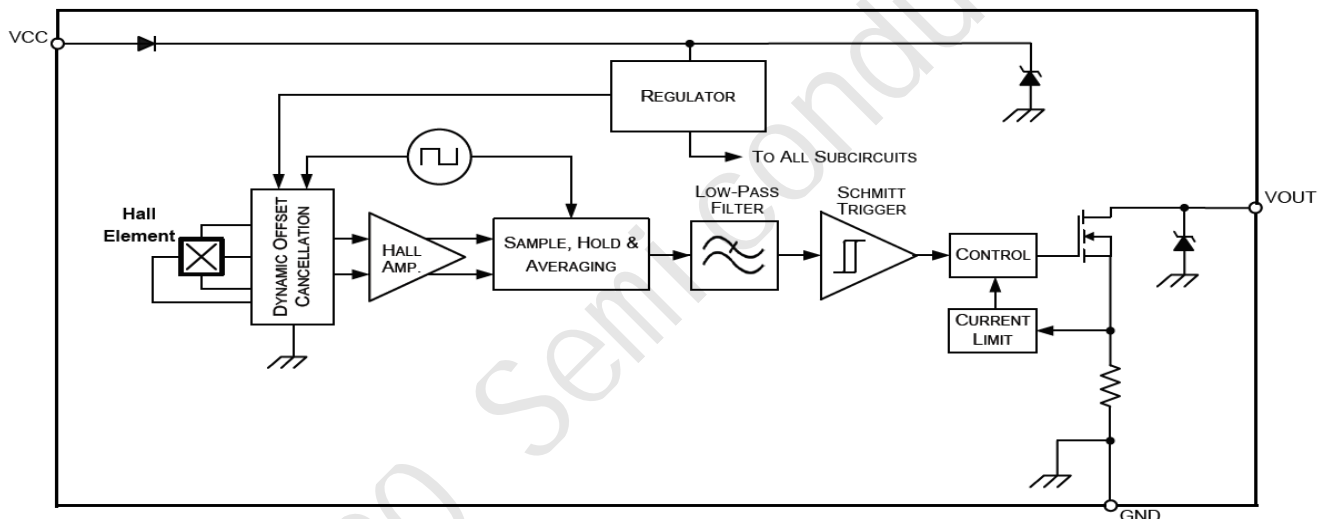 VCC
REGULATOR
TO ALL SUBCIRCUITS
Hall
Element
DYNAMIC OFFSET
CANCELLATION
HALL
AMP.
SAMPLE, HOLD &
AVERAGING
LOW-PASS
FILTER
SCHMITT
TRIGGER
CONTROL
CURRENT
LIMIT
VOUT
GND
Semicondu